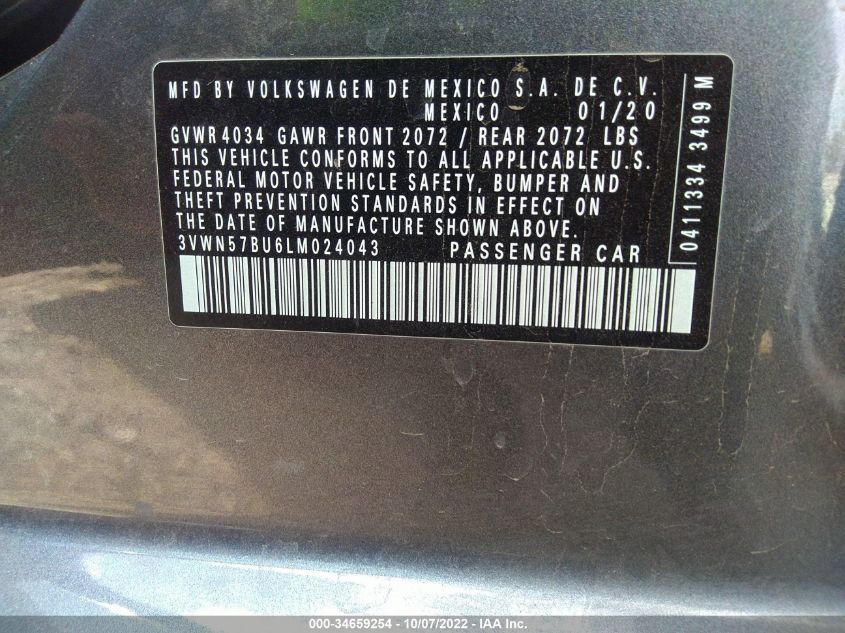 MFD BY VOLKSWAGEN DE MEXICO S.A. DE C.V.
MEXICO 01/20
GVWR 4034 GAWR FRONT 2072 / REAR 2072 LBS
THIS VEHICLE CONFORMS TO ALL APPLICABLE U.S.
FEDERAL MOTOR VEHICLE SAFETY, BUMPER AND
THEFT PREVENTION STANDARDS IN EFFECT ON
THE DATE OF MANUFACTURE SHOWN ABOVE.
3VWN57BU6LM024043 PASSENGER CAR
0411334 3499 M
000-34659254 - 10/07/2022 - IAA Inc.